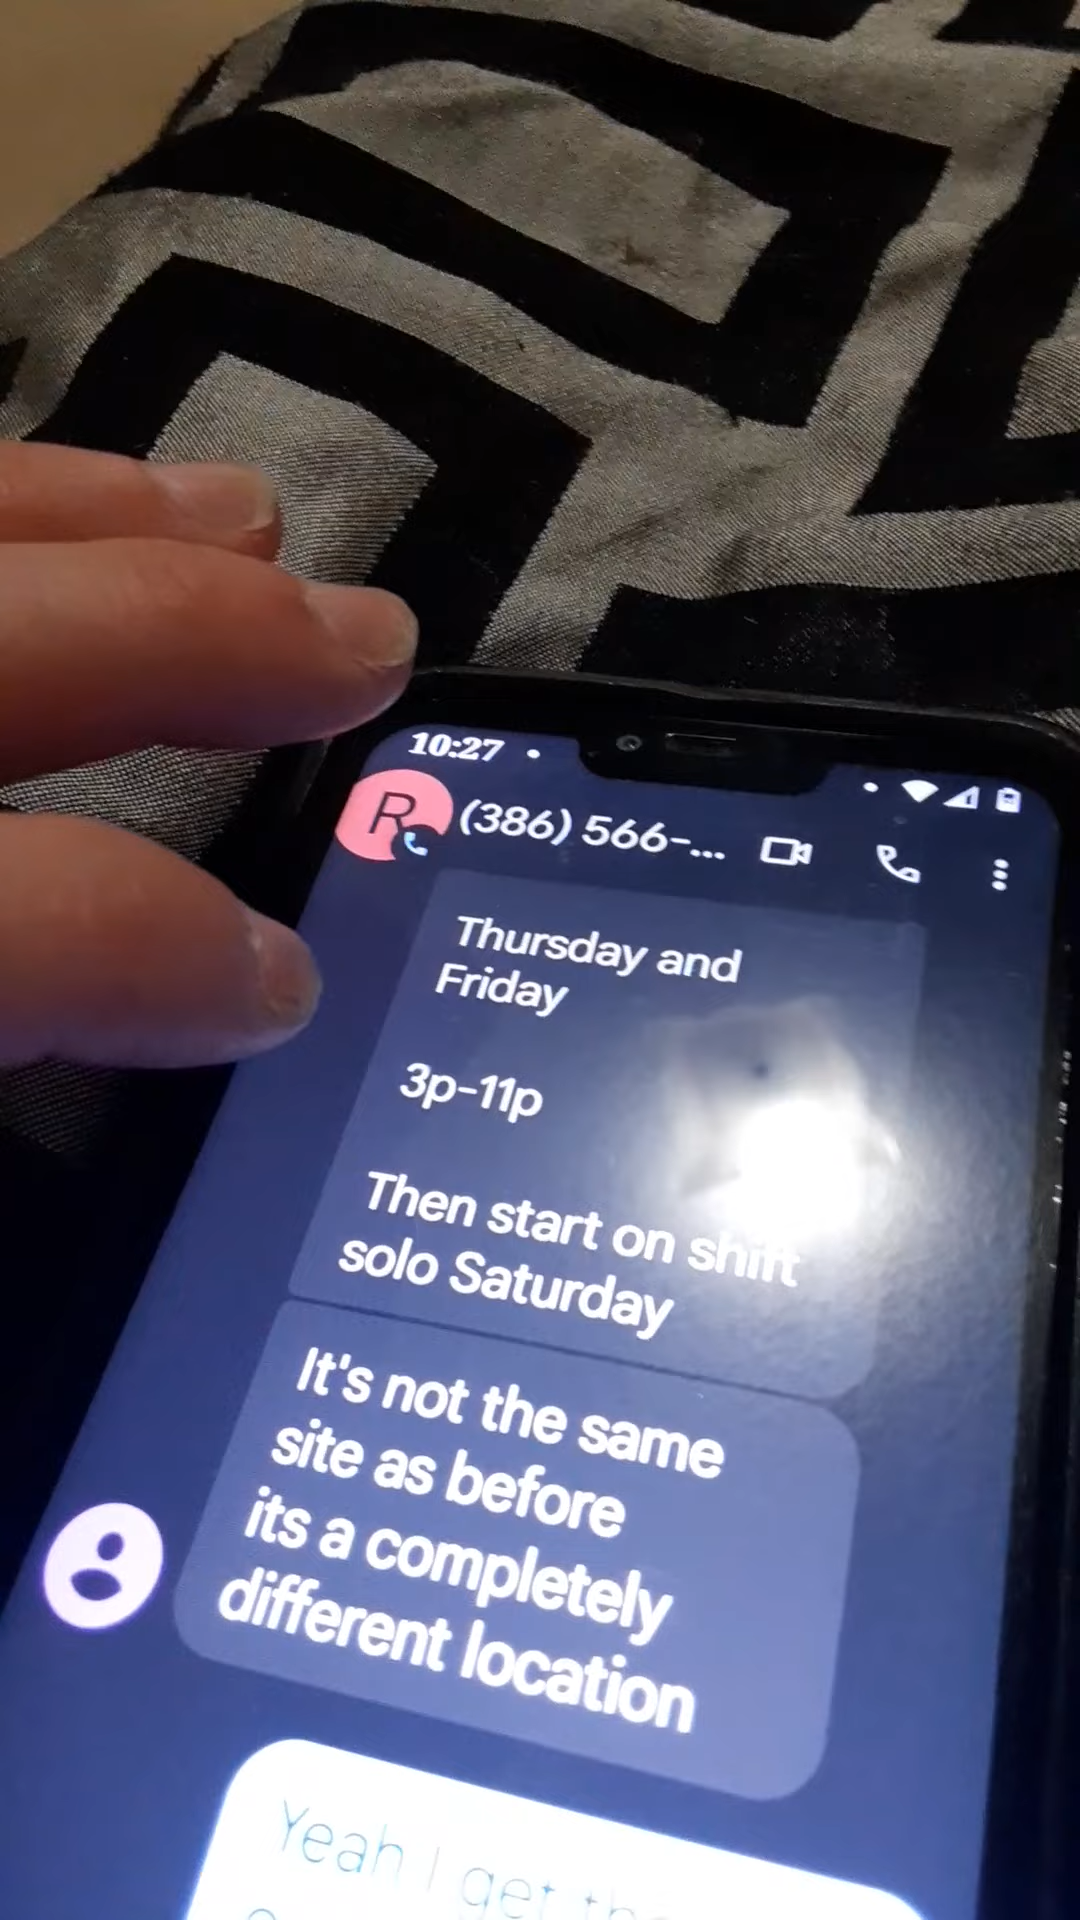 10:27
R (386) 566-...
Thursday and
Friday
3p-11p
Then start on shift
solo Saturday
It's not the same
site as before
its a completely
different location
Yeah I get